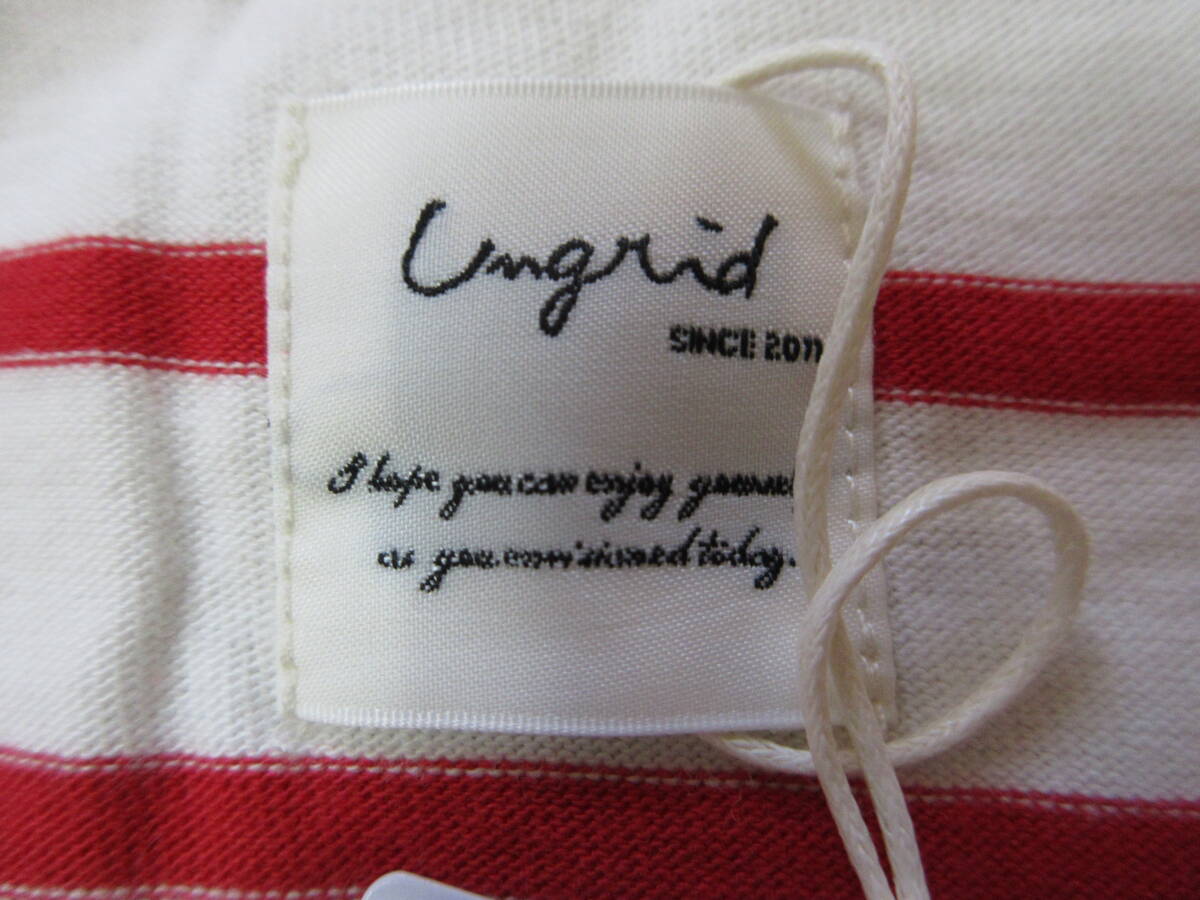 Ungrid
SINCE 2011
I hope you can enjoy
as you envisioned today.